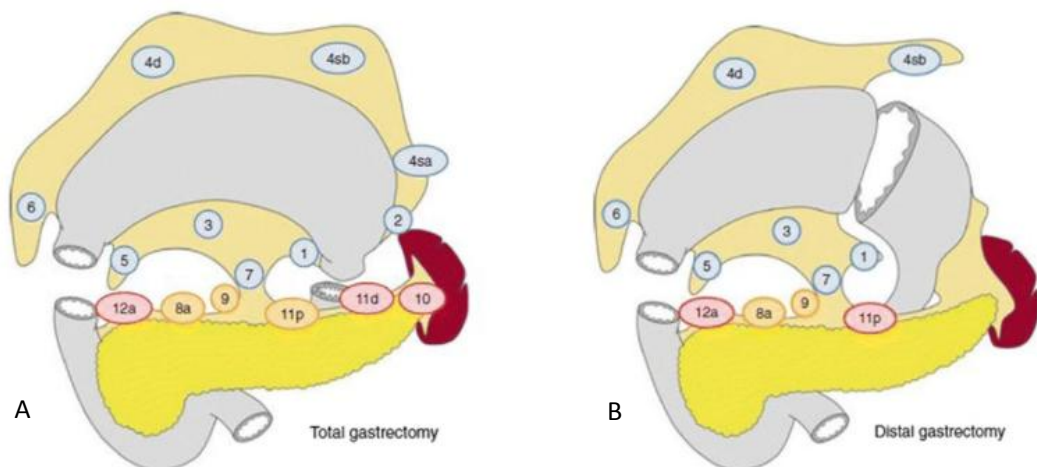 4d
4sb
4sa
6
3
2
5
1
7
12a
8a
9
11p
11d
10
A
Total gastrectomy
4d
4sb
6
3
1
5
7
12a
8a
9
11p
B
Distal gastrectomy